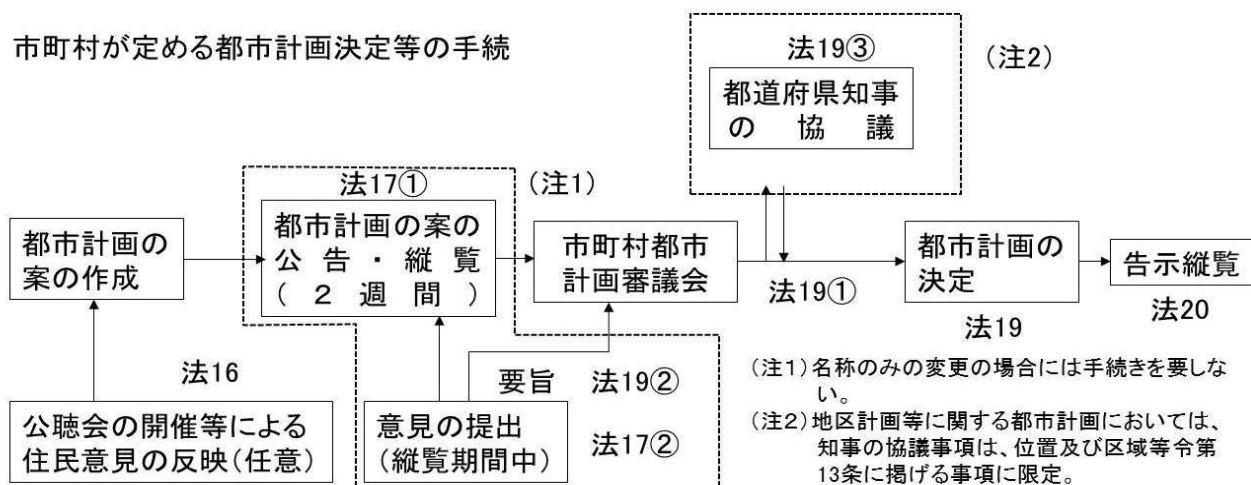 市町村が定める都市計画決定等の手続
法19③
(注2)
都道府県知事
の協議
法17①
(注1)
都市計画の
案の作成
都市計画の案の
公告・縦覧
(2週間)
市町村都市
計画審議会
法19①
都市計画の
決定
法19
告示縦覧
法20
法16
要旨 法19②
公聴会の開催等による
住民意見の反映(任意)
意見の提出
(縦覧期間中)
法17②
(注1)名称のみの変更の場合には手続きを要しな
い。
(注2)地区計画等に関する都市計画においては、
知事の協議事項は、位置及び区域等令第
13条に掲げる事項に限定。